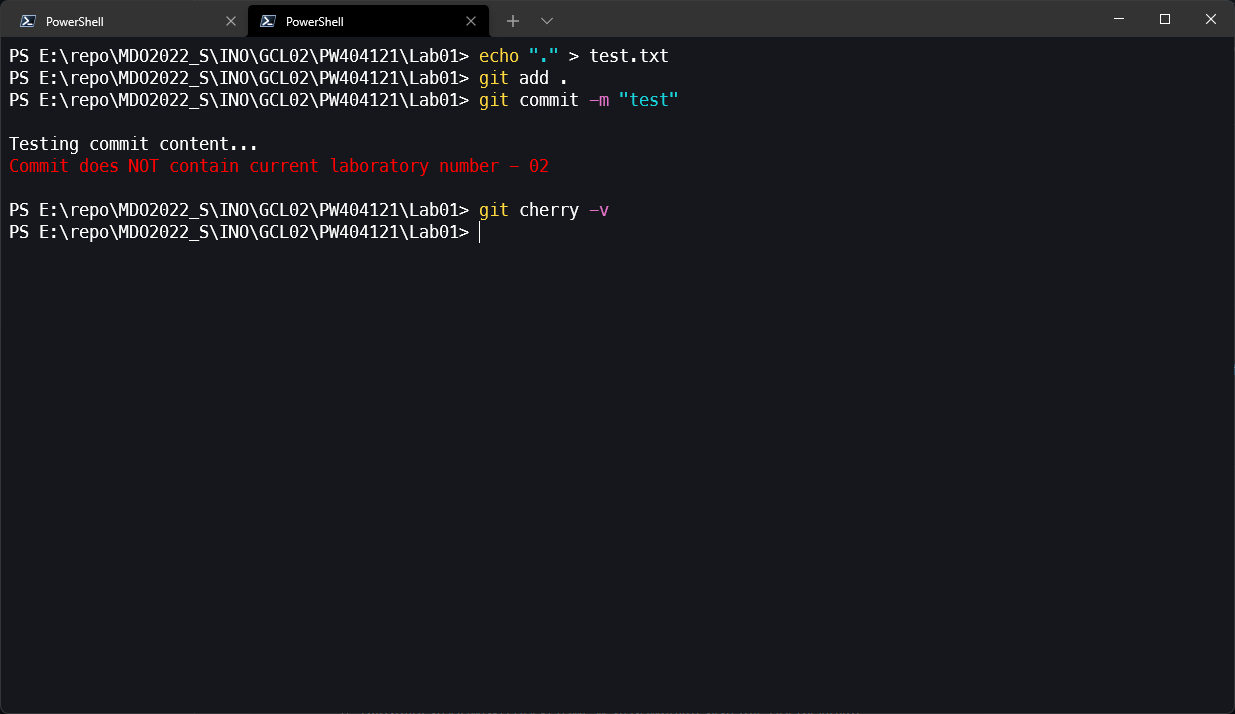 PowerShell
PowerShell
PS E:\repo\MDO2022_S\INO\GCL02\PW404121\Lab01> echo "." > test.txt
PS E:\repo\MDO2022_S\INO\GCL02\PW404121\Lab01> git add .
PS E:\repo\MDO2022_S\INO\GCL02\PW404121\Lab01> git commit -m "test"
Testing commit content...
Commit does NOT contain current laboratory number - 02
PS E:\repo\MDO2022_S\INO\GCL02\PW404121\Lab01> git cherry -v
PS E:\repo\MDO2022_S\INO\GCL02\PW404121\Lab01>